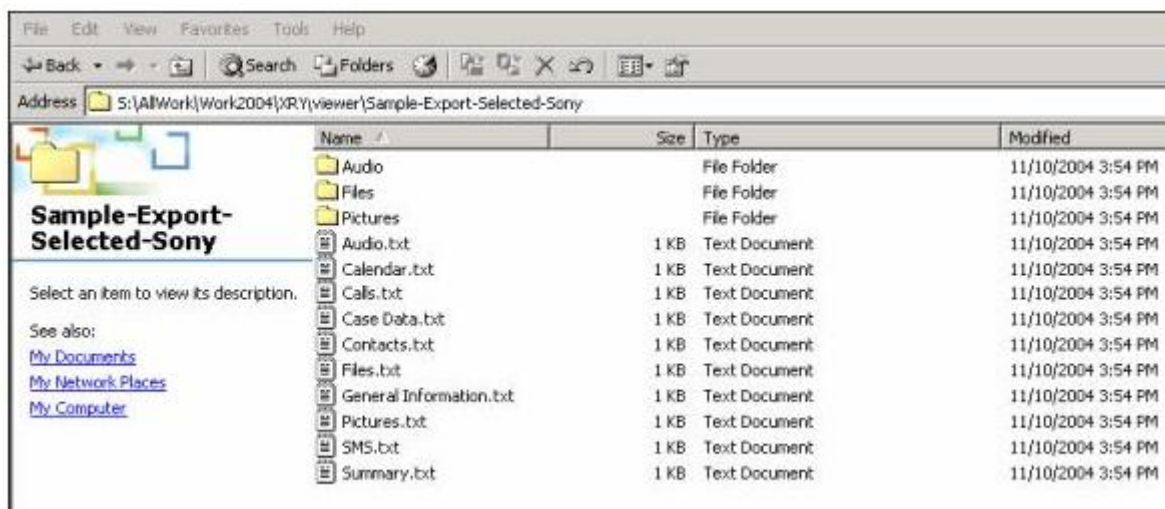 File Edit View Favorites Tools Help
Back Search Folders
Address S:\AllWork\Work2004\XRY\viewer\Sample-Export-Selected-Sony
Name Size Type Modified
Audio File Folder 11/10/2004 3:54 PM
Files File Folder 11/10/2004 3:54 PM
Pictures File Folder 11/10/2004 3:54 PM
Audio.txt 1 KB Text Document 11/10/2004 3:54 PM
Calendar.txt 1 KB Text Document 11/10/2004 3:54 PM
Calls.txt 1 KB Text Document 11/10/2004 3:54 PM
Case Data.txt 1 KB Text Document 11/10/2004 3:54 PM
Contacts.txt 1 KB Text Document 11/10/2004 3:54 PM
Files.txt 1 KB Text Document 11/10/2004 3:54 PM
General Information.txt 1 KB Text Document 11/10/2004 3:54 PM
Pictures.txt 1 KB Text Document 11/10/2004 3:54 PM
SMS.txt 1 KB Text Document 11/10/2004 3:54 PM
Summary.txt 1 KB Text Document 11/10/2004 3:54 PM
Sample-Export-
Selected-Sony
Select an item to view its description.
See also:
My Documents
My Network Places
My Computer